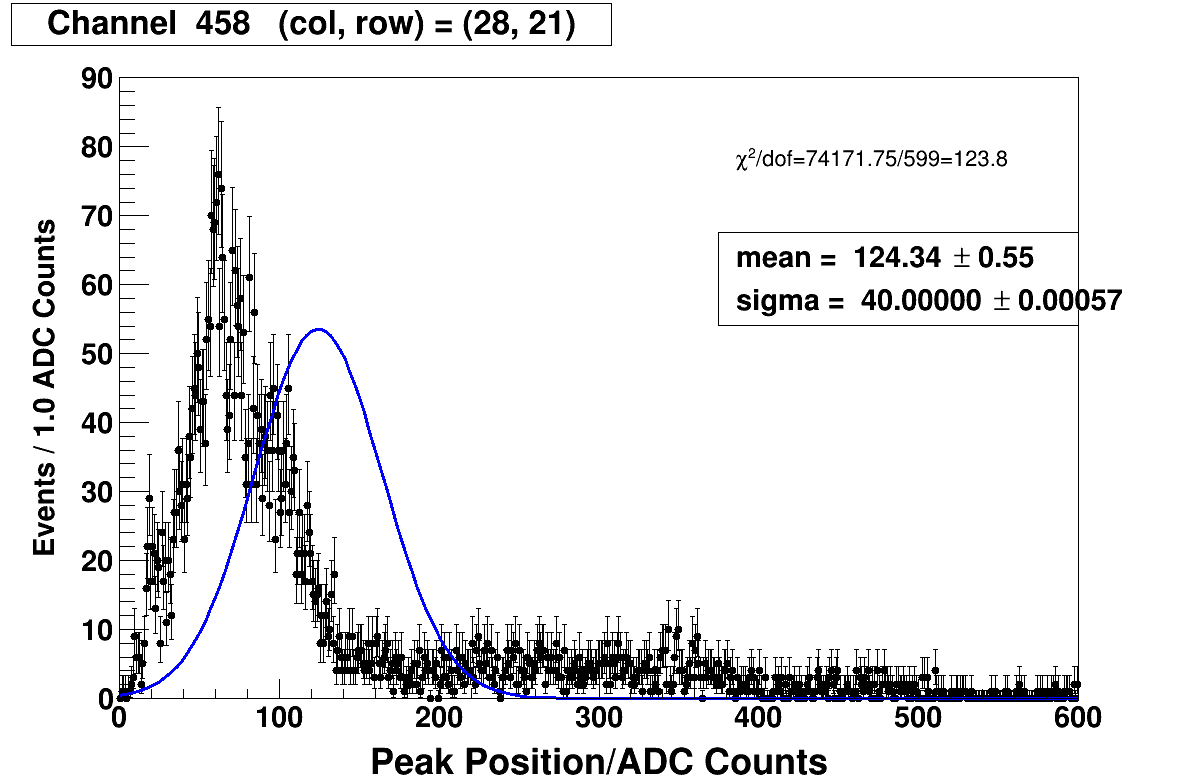 Channel 458 (col, row) = (28, 21)
90
80
70
60
50
40
30
20
10
0
Events / 1.0 ADC Counts
χ²/dof=74171.75/599=123.8
mean = 124.34 ± 0.55
sigma = 40.00000 ± 0.00057
0 100 200 300 400 500 600
Peak Position/ADC Counts